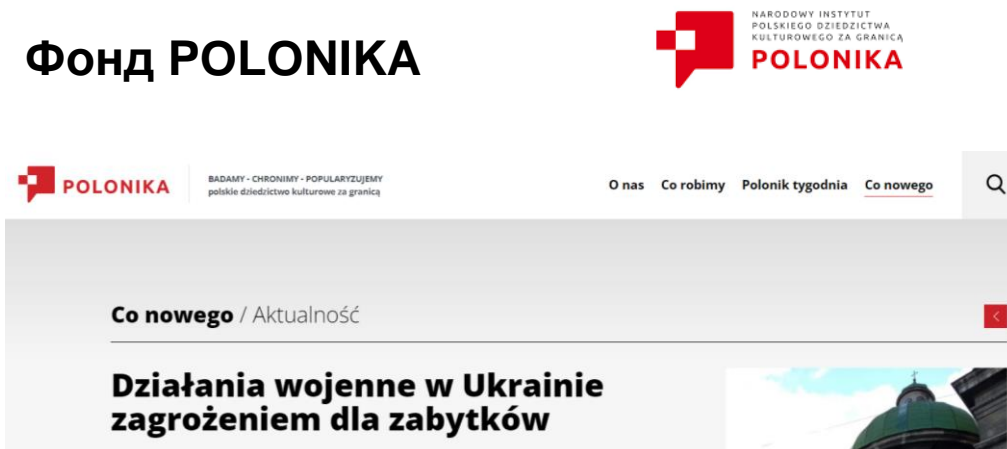 Фонд POLONIKA
NARODOWY INSTYTUT
POLSKIEGO DZIEDZICTWA
KULTUROWEGO ZA GRANICĄ
POLONIKA
POLONIKA
BADAMY - CHRONIMY - POPULARYZUJEMY
polskie dziedzictwo kulturowe za granicą
O nas Co robimy Polonik tygodnia Co nowego
Co nowego / Aktualność
Działania wojenne w Ukrainie
zagrożeniem dla zabytków